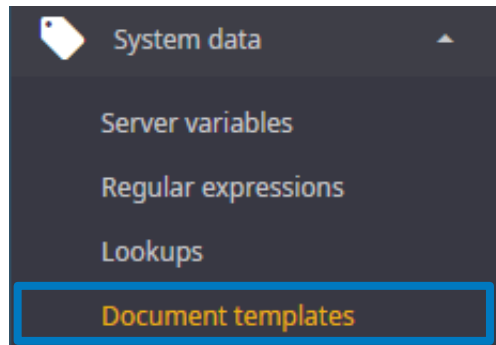 System data
Server variables
Regular expressions
Lookups
Document templates